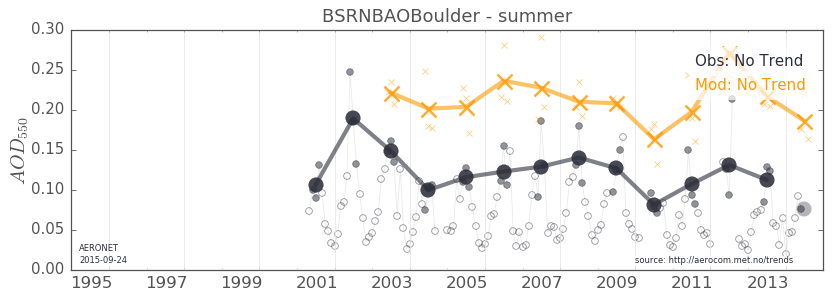 BSRNBAOBoulder - summer
0.30
0.25
0.20
0.15
0.10
0.05
0.00
AOD550
Obs: No Trend
Mod: No Trend
AERONET
2015-09-24
source: http://aerocom.met.no/trends
1995 1997 1999 2001 2003 2005 2007 2009 2011 2013